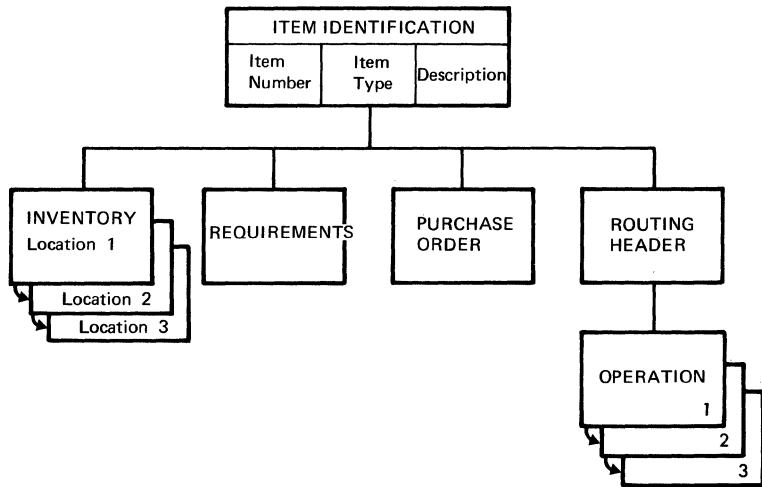 ITEM IDENTIFICATION
Item Number
Item Type
Description
INVENTORY
Location 1
Location 2
Location 3
REQUIREMENTS
PURCHASE
ORDER
ROUTING
HEADER
OPERATION
1
2
3